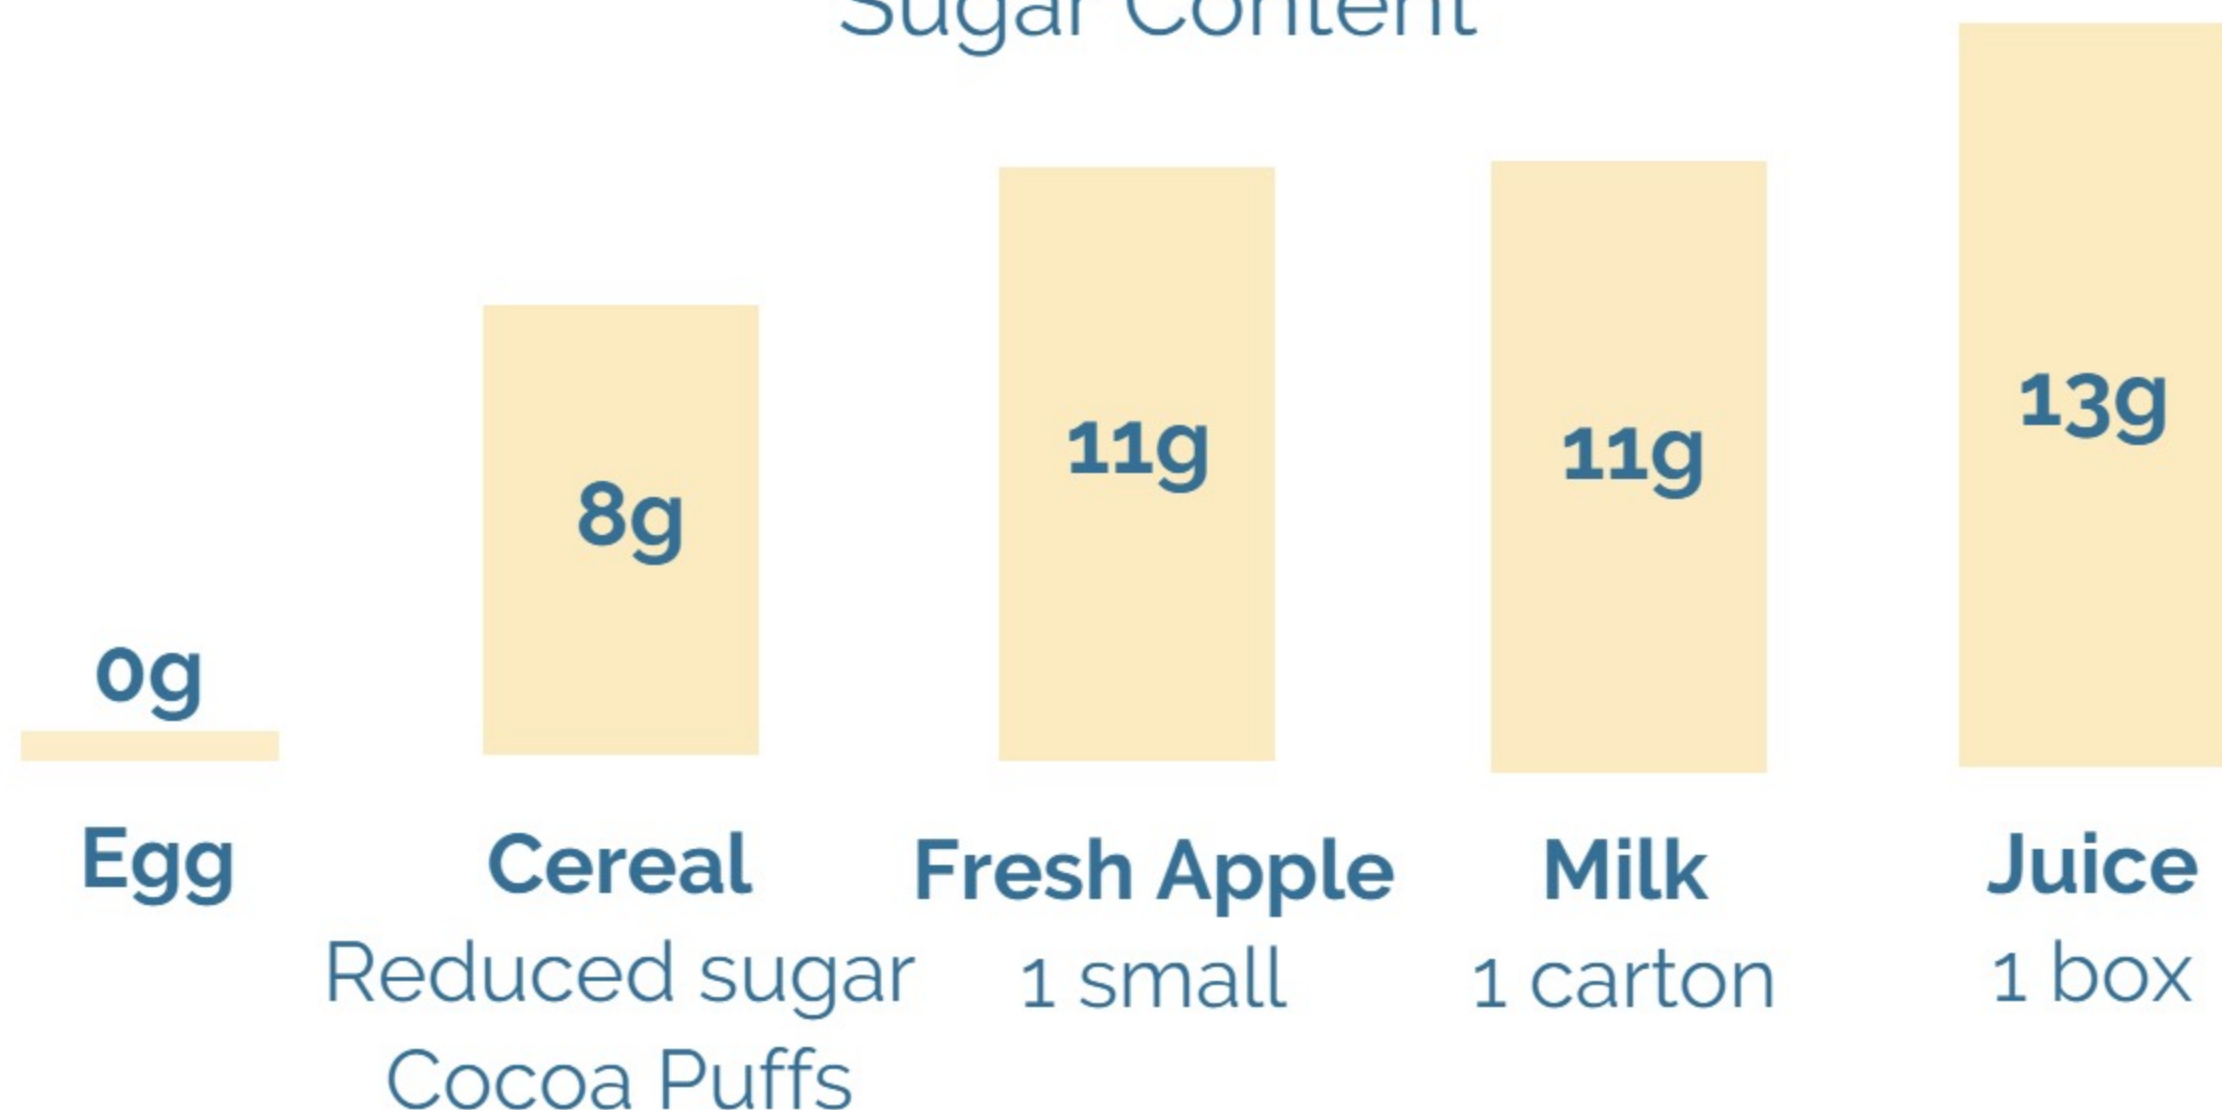 Sugar Content
0g
8g
11g
11g
13g
Egg
Cereal
Reduced sugar
Cocoa Puffs
Fresh Apple
1 small
Milk
1 carton
Juice
1 box